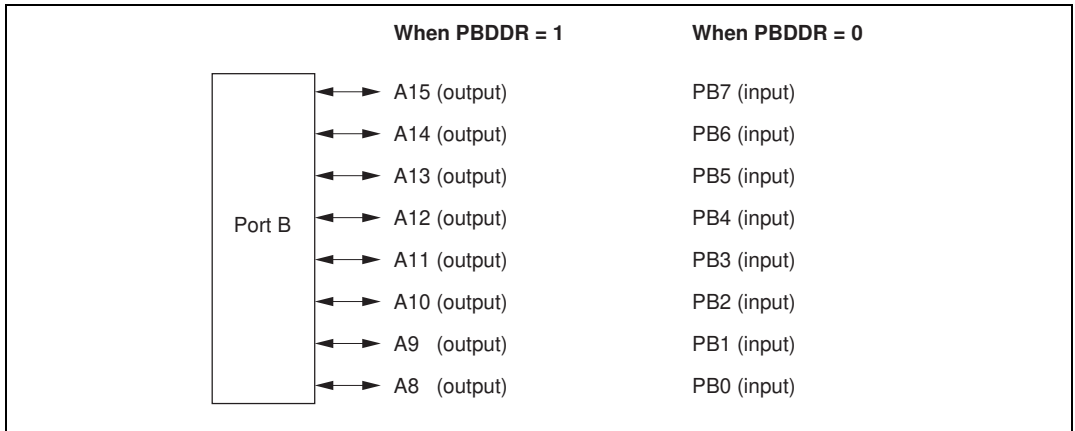 When PBDDR = 1 When PBDDR = 0
A15 (output) PB7 (input)
A14 (output) PB6 (input)
A13 (output) PB5 (input)
Port B A12 (output) PB4 (input)
A11 (output) PB3 (input)
A10 (output) PB2 (input)
A9 (output) PB1 (input)
A8 (output) PB0 (input)